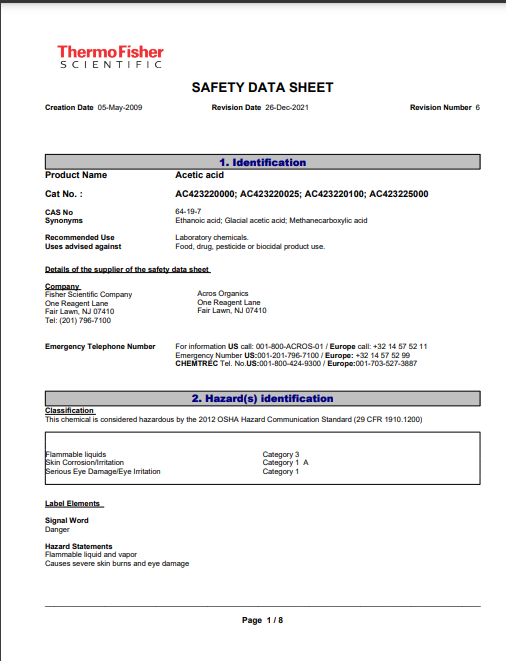 ThermoFisher
SCIENTIFIC
SAFETY DATA SHEET
Creation Date 05-May-2009 Revision Date 26-Dec-2021 Revision Number 6
1. Identification
Product Name Acetic acid
Cat No. : AC423220000; AC423220025; AC423220100; AC423225000
CAS No 64-19-7
Synonyms Ethanoic acid; Glacial acetic acid; Methanecarboxylic acid
Recommended Use Laboratory chemicals.
Uses advised against Food, drug, pesticide or biocidal product use.
Details of the supplier of the safety data sheet
Company
Fisher Scientific Company Acros Organics
One Reagent Lane One Reagent Lane
Fair Lawn, NJ 07410 Fair Lawn, NJ 07410
Tel: (201) 796-7100
Emergency Telephone Number For information US call: 001-800-ACROS-01 / Europe call: +32 14 57 52 11
Emergency Number US:001-201-796-7100 / Europe: +32 14 57 52 99
CHEMTREC Tel. No.US:001-800-424-9300 / Europe:001-703-527-3887
2. Hazard(s) identification
Classification
This chemical is considered hazardous by the 2012 OSHA Hazard Communication Standard (29 CFR 1910.1200)
Flammable liquids Category 3
Skin Corrosion/Irritation Category 1 A
Serious Eye Damage/Eye Irritation Category 1
Label Elements
Signal Word
Danger
Hazard Statements
Flammable liquid and vapor
Causes severe skin burns and eye damage
Page 1 / 8